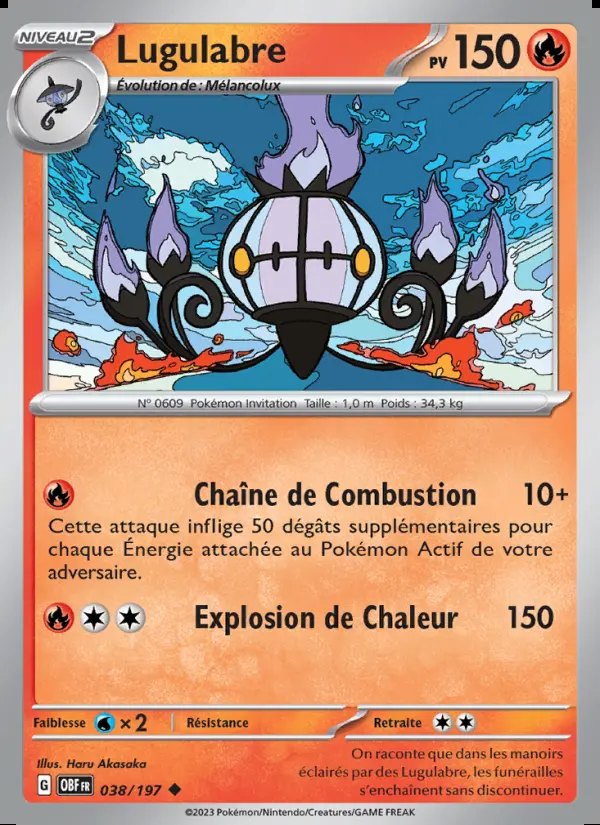 NIVEAU2
Lugulabre
PV 150
Évolution de : Mélancolux
N° 0609 Pokémon Invitation Taille : 1,0 m Poids : 34,3 kg
Chaîne de Combustion 10+
Cette attaque inflige 50 dégâts supplémentaires pour
chaque Énergie attachée au Pokémon Actif de votre
adversaire.
Explosion de Chaleur 150
Faiblesse ×2 Résistance Retraite
Illus. Haru Akasaka
G OBF FR 038/197
On raconte que dans les manoirs
éclairés par des Lugulabre, les funérailles
s'enchaînent sans discontinuer.
©2023 Pokémon/Nintendo/Creatures/GAME FREAK